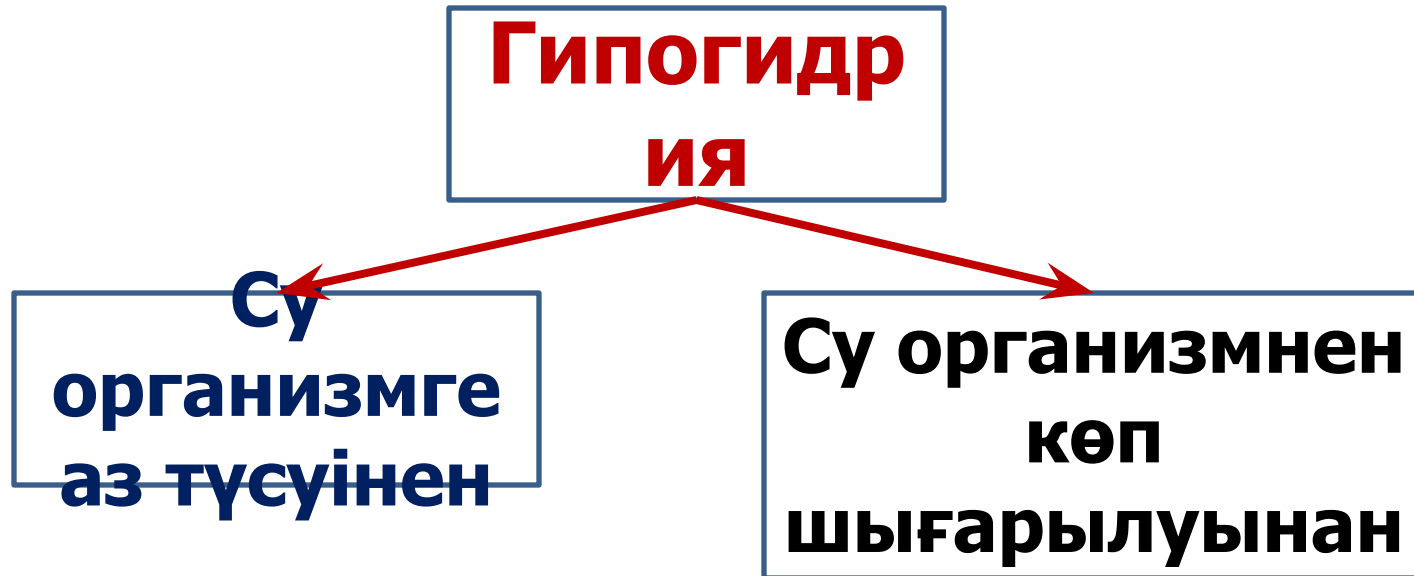 Гипогидр
ия
Су
организмге
аз түсуінен
Су организмнен
көп
шығарылуынан